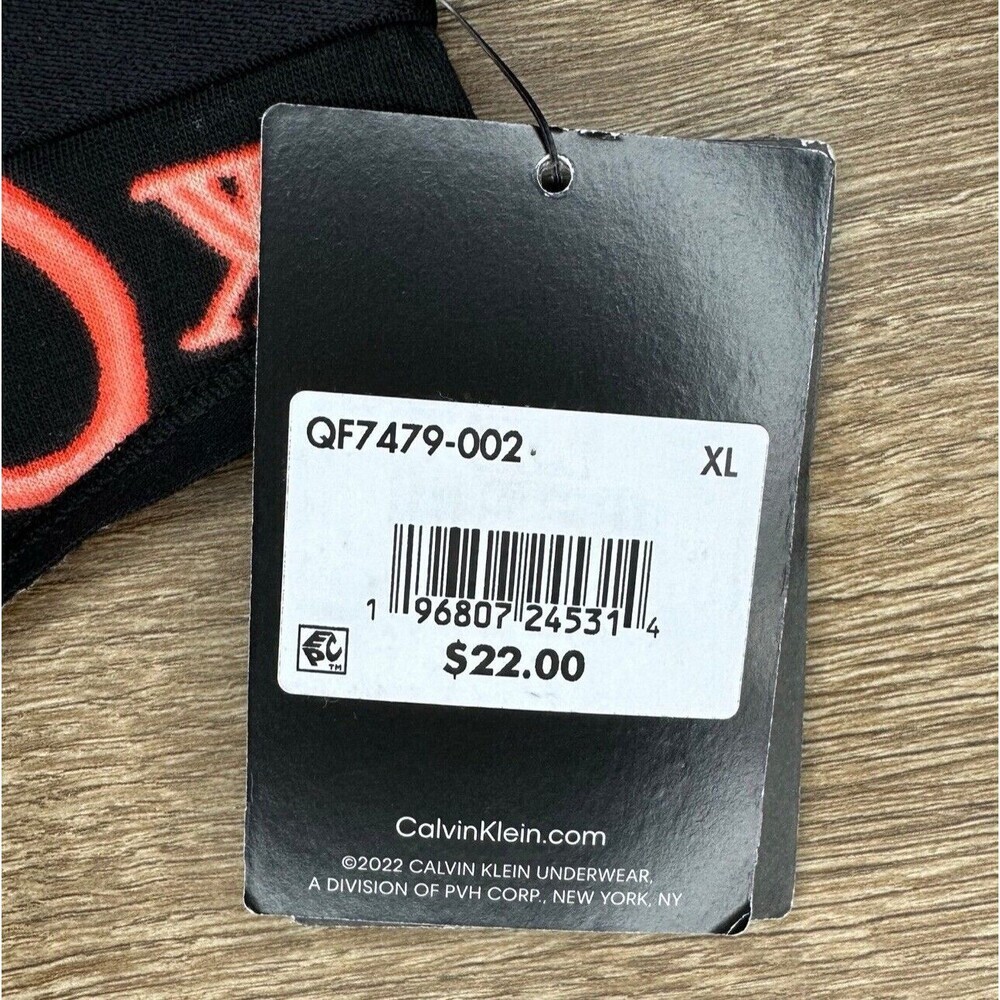 X
QF7479-002
XL
1 96807 24531 4
EPC™
$22.00
CalvinKlein.com
©2022 CALVIN KLEIN UNDERWEAR,
A DIVISION OF PVH CORP., NEW YORK, NY